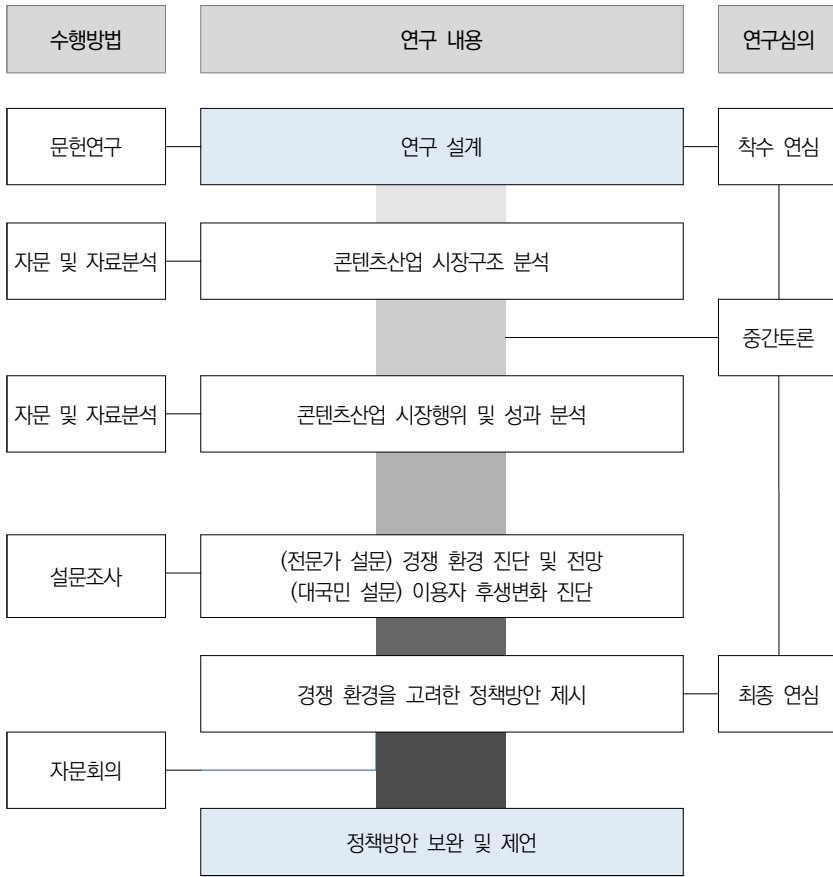 수행방법
연구 내용
연구심의
문헌연구
연구 설계
착수 연심
자문 및 자료분석
콘텐츠산업 시장구조 분석
중간토론
자문 및 자료분석
콘텐츠산업 시장행위 및 성과 분석
설문조사
(전문가 설문) 경쟁 환경 진단 및 전망
(대국민 설문) 이용자 후생변화 진단
경쟁 환경을 고려한 정책방안 제시
최종 연심
자문회의
정책방안 보완 및 제언